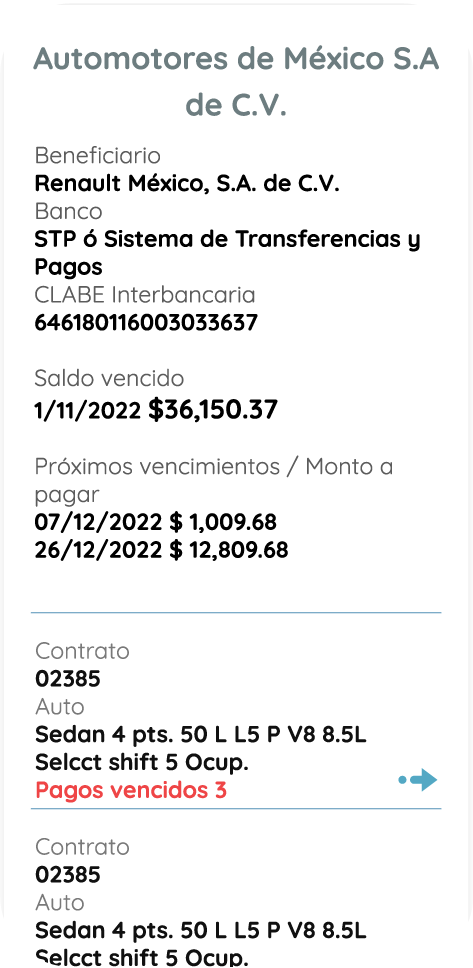 Automotores de México S.A
de C.V.
Beneficiario
Renault México, S.A. de C.V.
Banco
STP ó Sistema de Transferencias y
Pagos
CLABE Interbancaria
646180116003033637
Saldo vencido
1/11/2022 $36,150.37
Próximos vencimientos / Monto a
pagar
07/12/2022 $ 1,009.68
26/12/2022 $ 12,809.68
Contrato
02385
Auto
Sedan 4 pts. 50 L L5 P V8 8.5L
Selcct shift 5 Ocup.
Pagos vencidos 3
Contrato
02385
Auto
Sedan 4 pts. 50 L L5 P V8 8.5L
Selcct shift 5 Ocup.